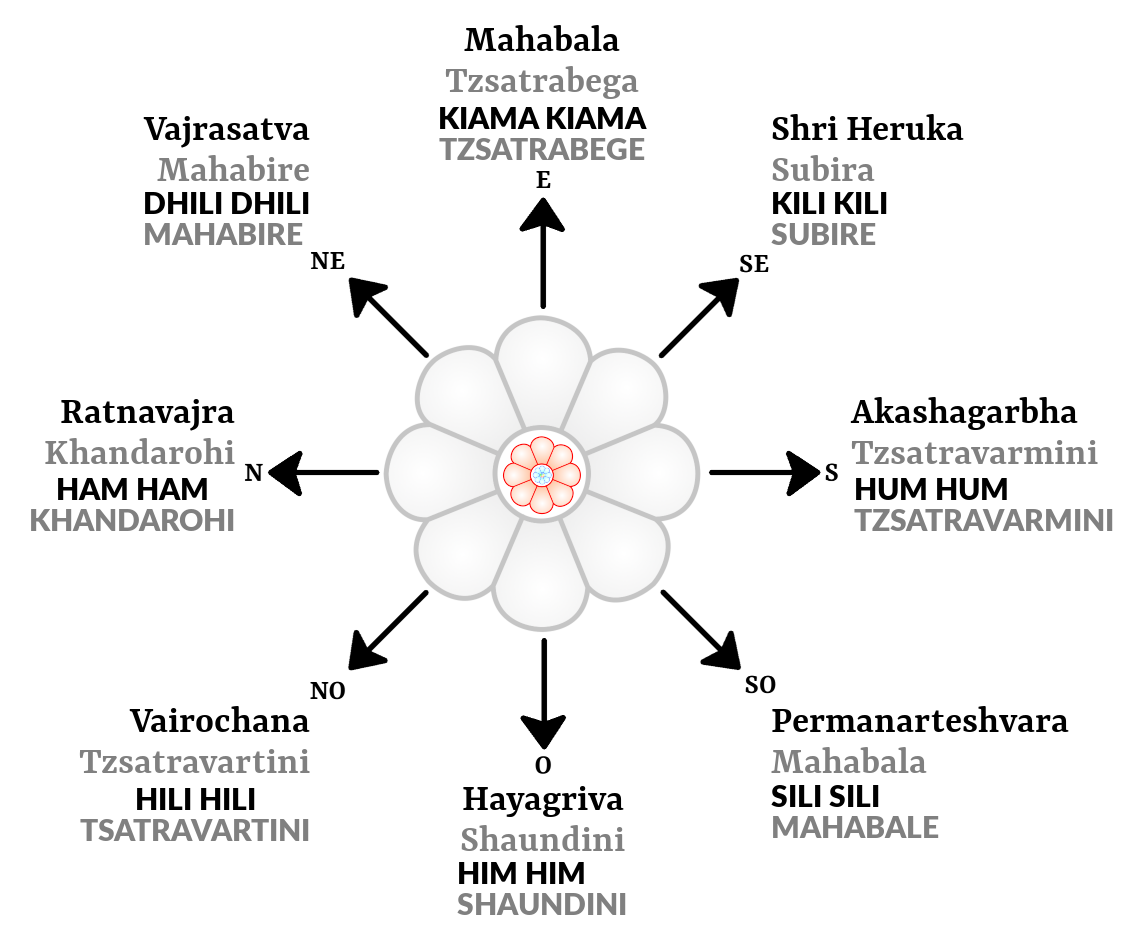 Mahabala
Tzsatrabega
KIAMA KIAMA
TZSATRABEGE
E
Vajrasatva
Mahabire
DHILI DHILI
MAHABIRE
NE
Shri Heruka
Subira
KILI KILI
SUBIRE
SE
Ratnavajra
Khandarohi
HAM HAM
KHANDAROHI
N
Akashagarbha
Tzsatravarmini
HUM HUM
TZSATRAVARMINI
S
NO
Vairochana
Tzsatravartini
HILI HILI
TSATRAVARTINI
O
Hayagriva
Shaundini
HIM HIM
SHAUNDINI
SO
Permanarteshvara
Mahabala
SILI SILI
MAHABALE